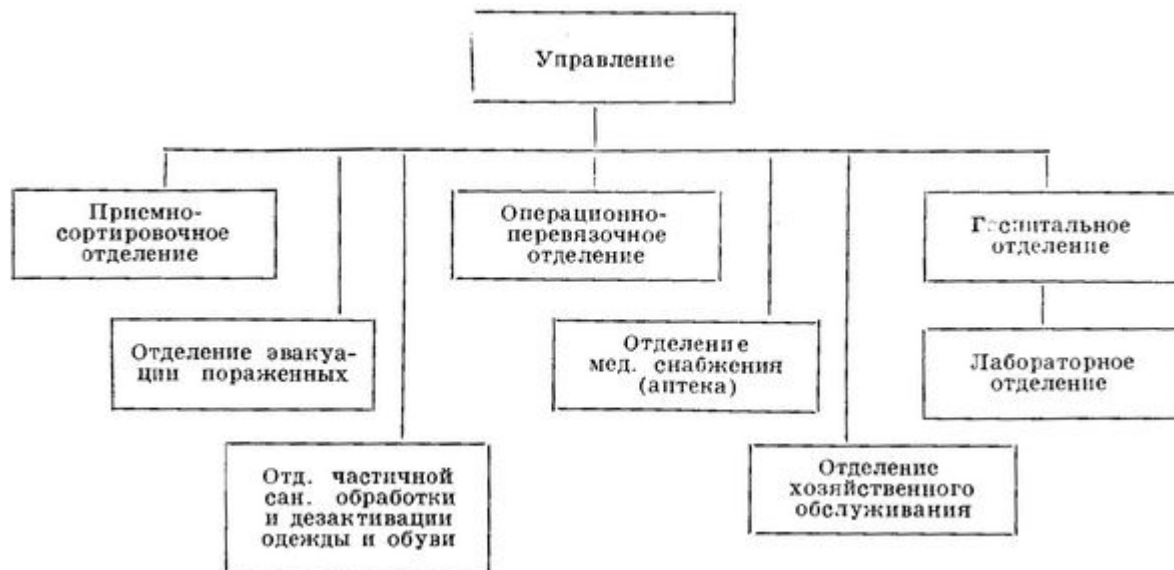 Управление
Приемно-
сортировочное
отделение
Операционно-
перевязочное
отделение
Госпитальное
отделение
Отделение эвакуа-
ции пораженных
Отделение
мед. снабжения
(аптека)
Лабораторное
отделение
Отд. частичной
сан. обработки
и дезактивации
одежды и обуви
Отделение
хозяйственного
обслуживания